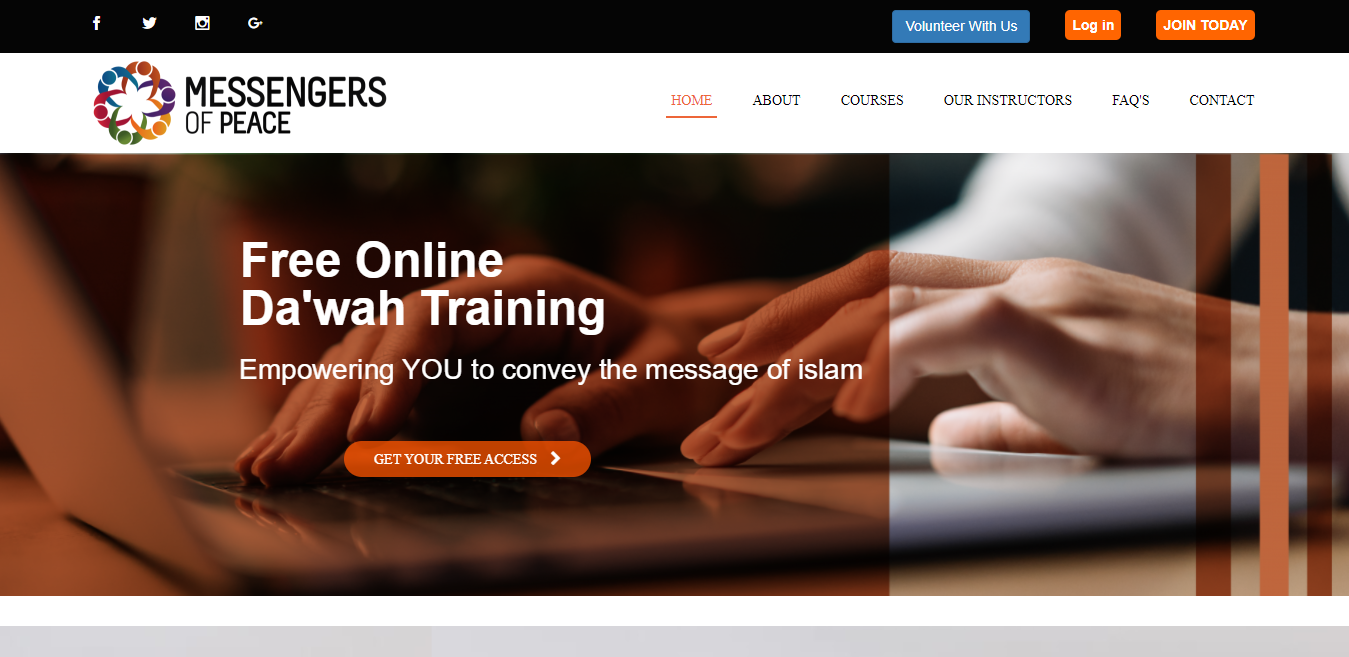 Volunteer With Us
Log in
JOIN TODAY
MESSENGERS
OF PEACE
HOME
ABOUT
COURSES
OUR INSTRUCTORS
FAQ'S
CONTACT
Free Online
Da'wah Training
Empowering YOU to convey the message of islam
GET YOUR FREE ACCESS